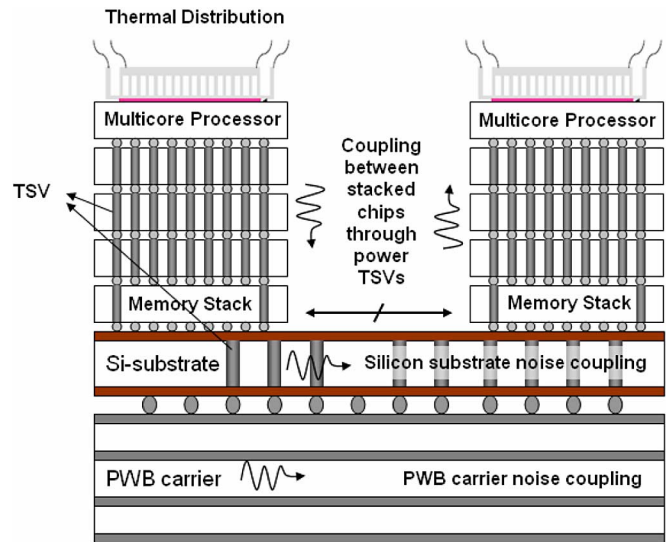 Thermal Distribution
Multicore Processor
Multicore Processor
Coupling
between
stacked
chips
through
power
TSVs
TSV
Memory Stack
Memory Stack
Si-substrate
Silicon substrate noise coupling
PWB carrier
PWB carrier noise coupling